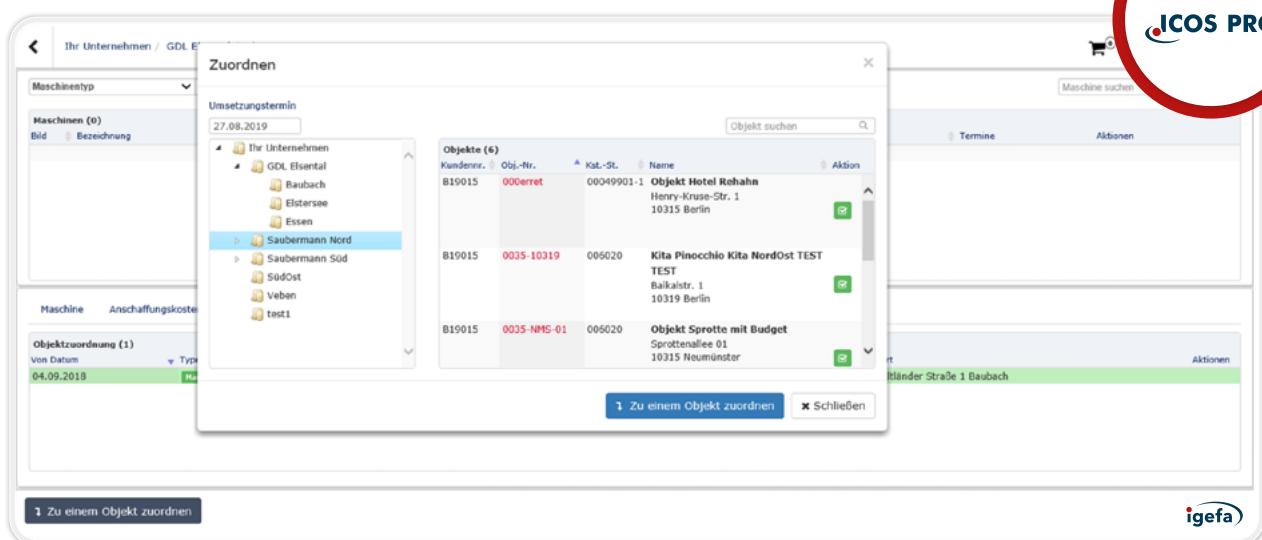 ICOS PRO
Ihr Unternehmen / GDL E
0
Zuordnen
Maschinentyp
Maschine suchen
Umsetzungstermin
27.08.2019
Objekt suchen
Maschinen (0)
Bild Bezeichnung
Termine Aktionen
Ihr Unternehmen
GDL Elsental
Baubach
Elstersee
Essen
Saubermann Nord
Saubermann Süd
SüdOst
Veben
test1
Objekte (6)
Kundennr. Obj.-Nr. Kst.-St. Name Aktion
B19015 000erret 00049901-1 Objekt Hotel Rehahn
Henry-Kruse-Str. 1
10315 Berlin
B19015 0035-10319 006020 Kita Pinocchio Kita NordOst TEST
TEST
Baikalstr. 1
10319 Berlin
B19015 0035-NMS-01 006020 Objekt Sprotte mit Budget
Sprottenallee 01
10315 Neumünster
Maschine Anschaffungskoste
Objektzuordnung (1)
Von Datum Typ
rt Aktionen
04.09.2018 Ma
ltländer Straße 1 Baubach
Zu einem Objekt zuordnen
Schließen
Zu einem Objekt zuordnen
igefa